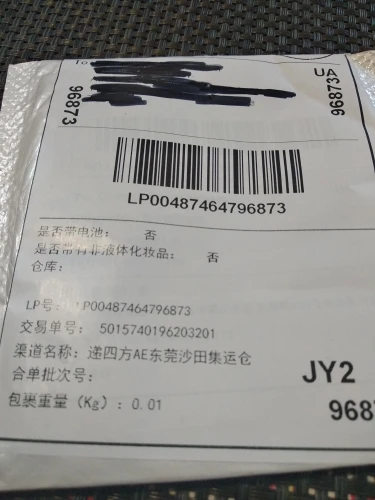 To
96873
UA
96873A
LP00487464796873
是否带电池： 否
是否带有非液体化妆品： 否
仓库：
LP号： LP00487464796873
交易单号： 5015740196203201
渠道名称：递四方AE东莞沙田集运仓
合单批次号：
JY2
包裹重量（Kg）：0.01
9687